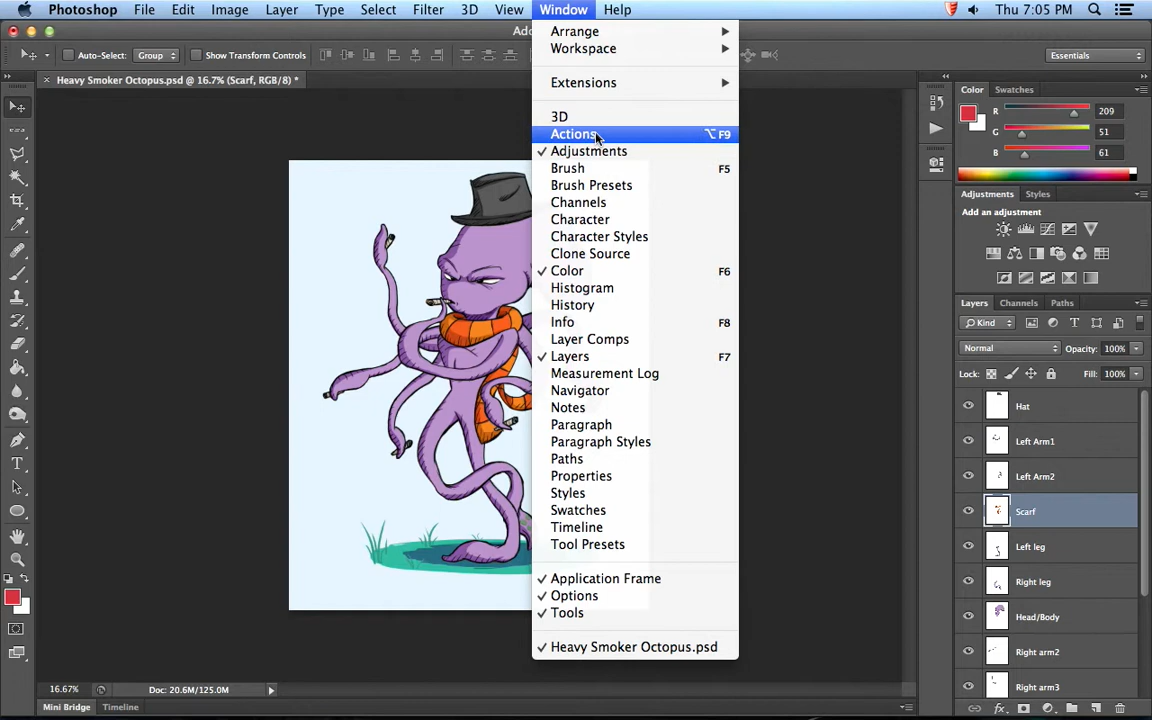 Photoshop File Edit Image Layer Type Select Filter 3D View Window Help Thu 7:05 PM
Auto-Select: Group Show Transform Controls Essentials
Heavy Smoker Octopus.psd @ 16.7% (Scarf, RGB/8) *
Arrange
Workspace
Extensions
3D
Actions ⌥F9
Adjustments
Brush F5
Brush Presets
Channels
Character
Character Styles
Clone Source
Color F6
Histogram
History
Info F8
Layer Comps
Layers F7
Measurement Log
Navigator
Notes
Paragraph
Paragraph Styles
Paths
Properties
Styles
Swatches
Timeline
Tool Presets
Application Frame
Options
Tools
Heavy Smoker Octopus.psd
Color Swatches
R 209
G 51
B 61
Adjustments Styles
Add an adjustment
Layers Channels Paths
Kind
Normal Opacity: 100%
Lock: Fill: 100%
Hat
Left Arm1
Left Arm2
Scarf
Left leg
Right leg
Head/Body
Right arm2
Right arm3
16.67% Doc: 20.6M/125.0M
Mini Bridge Timeline